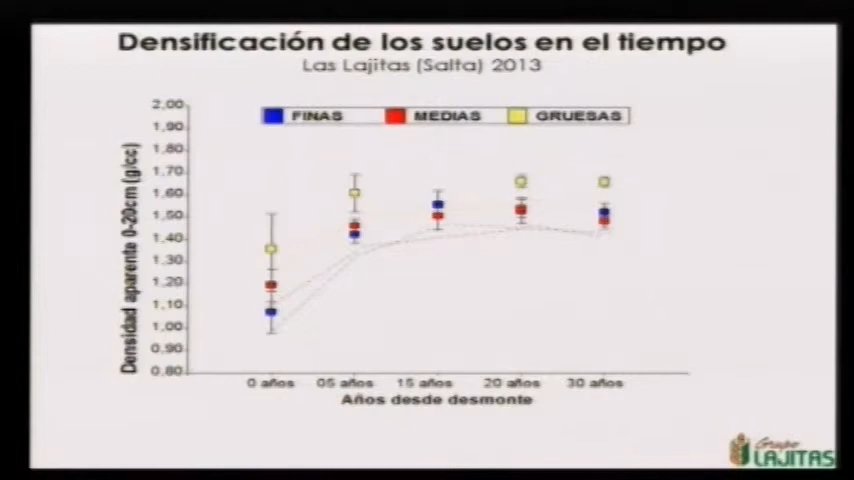 Densificación de los suelos en el tiempo
Las Lajitas (Salta) 2013
FINAS MEDIAS GRUESAS
Densidad aparente 0-20cm (g/cc)
2,00
1,90
1,80
1,70
1,60
1,50
1,40
1,30
1,20
1,10
1,00
0,90
0,80
0 años 05 años 15 años 20 años 30 años
Años desde desmonte
Grupo
LAJITAS